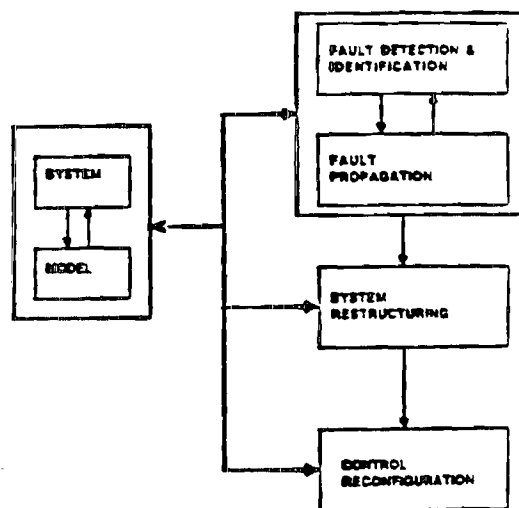 FAULT DETECTION &
IDENTIFICATION
SYSTEM
FAULT
PROPAGATION
MODEL
SYSTEM
RESTRUCTURING
CONTROL
RECONFIGURATION